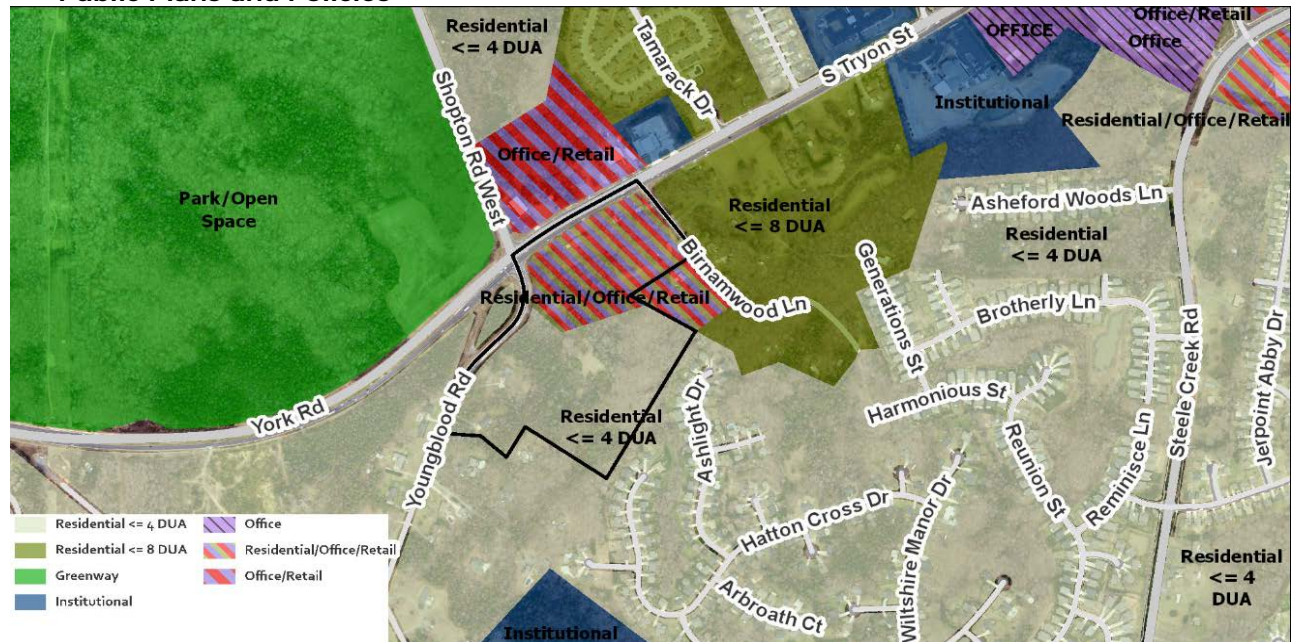 Public Plans and Policies
Residential
<= 4 DUA
Tamarack Dr
S Tryon St
OFFICE
Office/Retail
Office
Shopton Rd West
Office/Retail
Institutional
Residential/Office/Retail
Park/Open
Space
Residential
<= 8 DUA
Asheford Woods Ln
Residential
<= 4 DUA
Birnamwood Ln
Generations St
Residential/Office/Retail
Brotherly Ln
Steele Creek Rd
Jerpoint Abby Dr
York Rd
Youngblood Rd
Residential
<= 4 DUA
Ashlight Dr
Harmonious St
Reunion St
Reminisce Ln
Hatton Cross Dr
Wiltshire Manor Dr
Arbroath Ct
Residential
<= 4
DUA
Institutional
Residential <= 4 DUA
Residential <= 8 DUA
Greenway
Institutional
Office
Residential/Office/Retail
Office/Retail